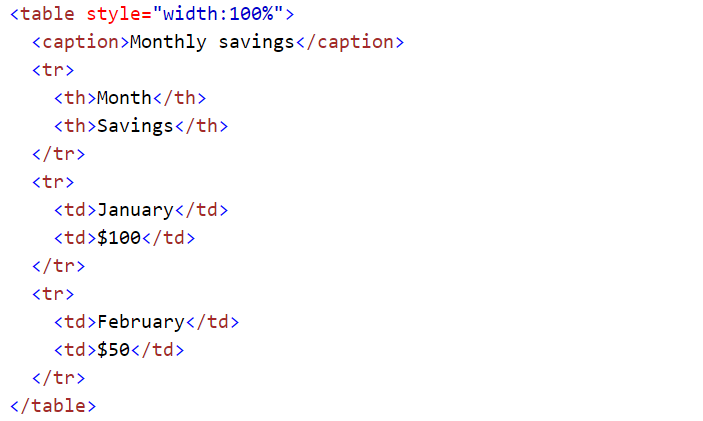 <table style="width:100%">
<caption>Monthly savings</caption>
<tr>
<th>Month</th>
<th>Savings</th>
</tr>
<tr>
<td>January</td>
<td>$100</td>
</tr>
<tr>
<td>February</td>
<td>$50</td>
</tr>
</table>